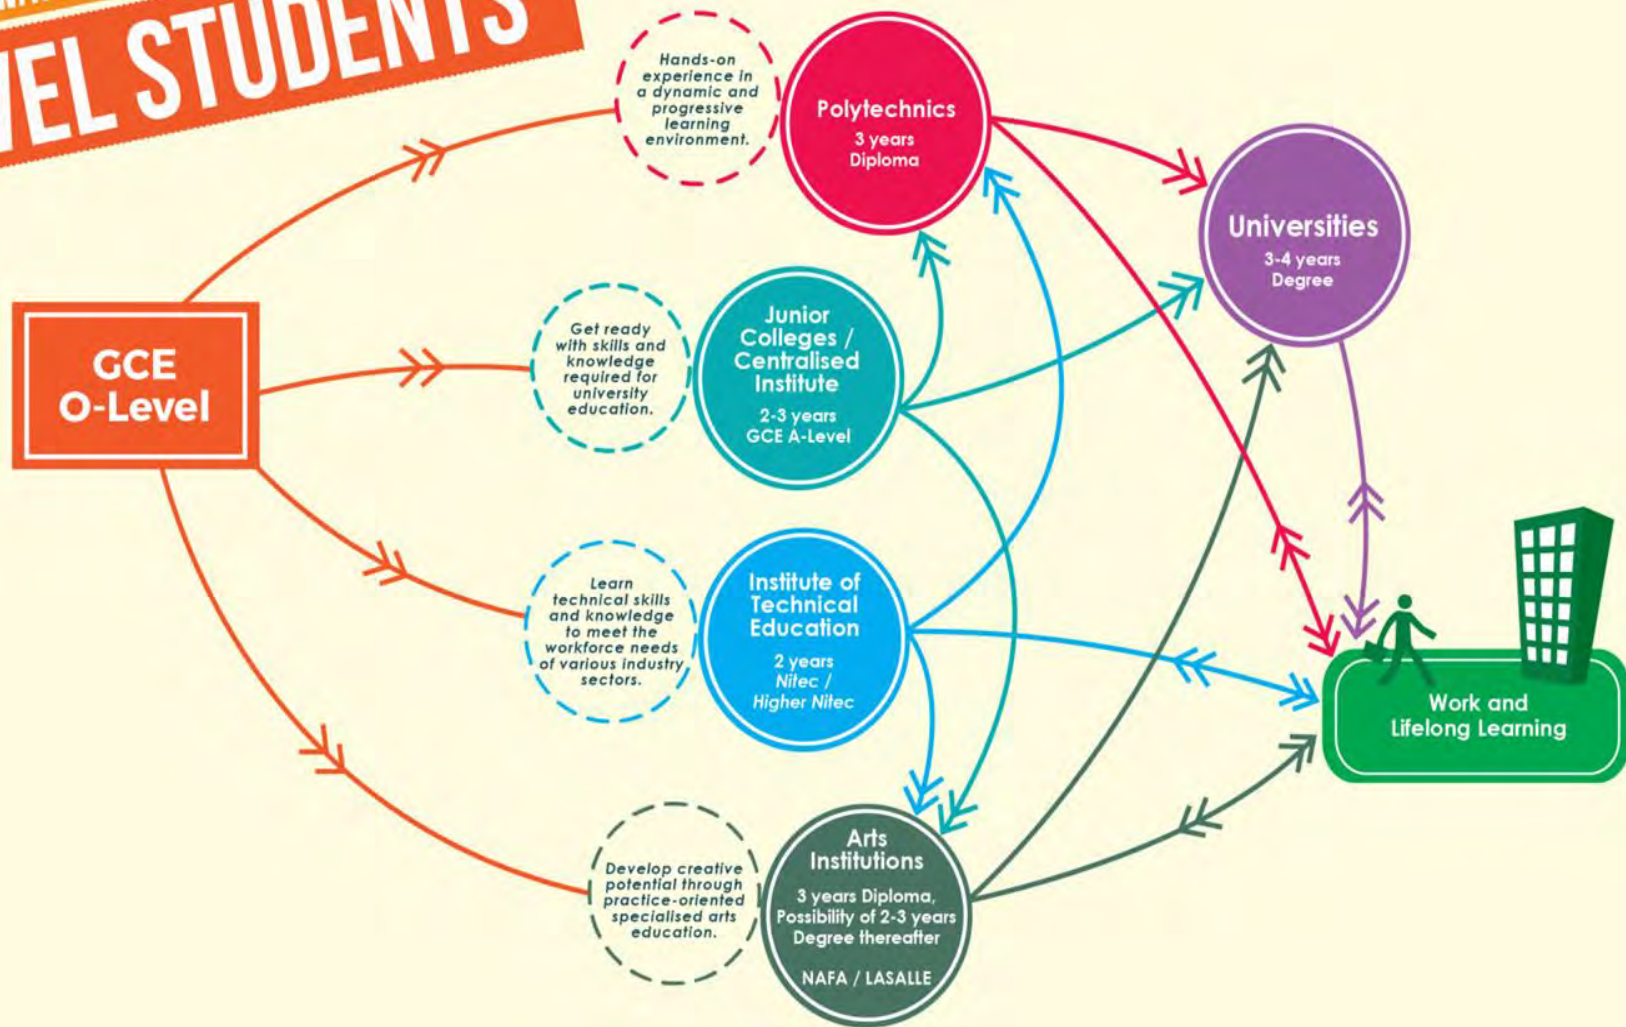 STUDENTS
Hands-on
experience in
a dynamic and
progressive
learning
environment.
Polytechnics
3 years
Diploma
Universities
3-4 years
Degree
GCE
O-Level
Get ready
with skills and
knowledge
required for
university
education.
Junior
Colleges /
Centralised
Institute
2-3 years
GCE A-Level
Learn
technical skills
and knowledge
to meet the
workforce needs
of various industry
sectors.
Institute of
Technical
Education
2 years
Nitec /
Higher Nitec
Work and
Lifelong Learning
Develop creative
potential through
practice-oriented
specialised arts
education.
Arts
Institutions
3 years Diploma,
Possibility of 2-3 years
Degree thereafter
NAFA / LASALLE